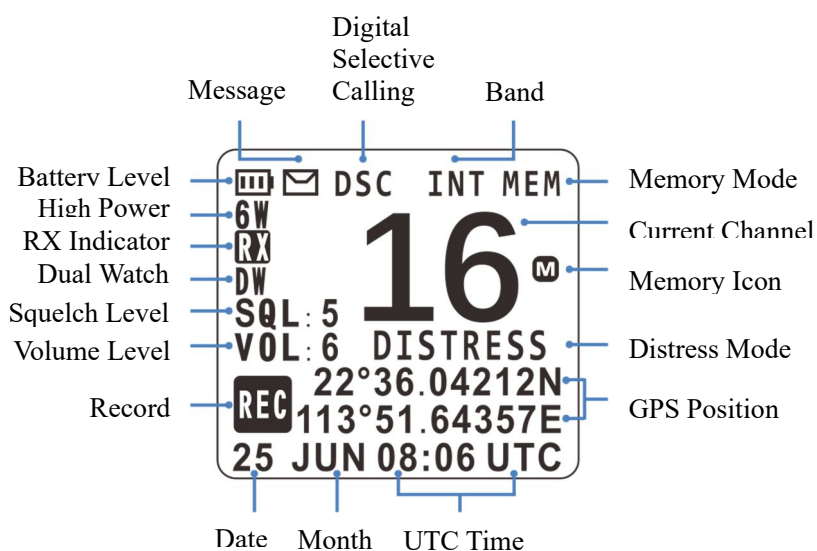 Digital
Selective
Calling
Message
Band
Battery Level
High Power
RX Indicator
Dual Watch
Squelch Level
Volume Level
Record
DSC INT MEM
6W
RX
DW
16
M
SQL: 5
VOL: 6 DISTRESS
REC
22°36.04212N
113°51.64357E
25 JUN 08:06 UTC
Memory Mode
Current Channel
Memory Icon
Distress Mode
GPS Position
Date Month UTC Time